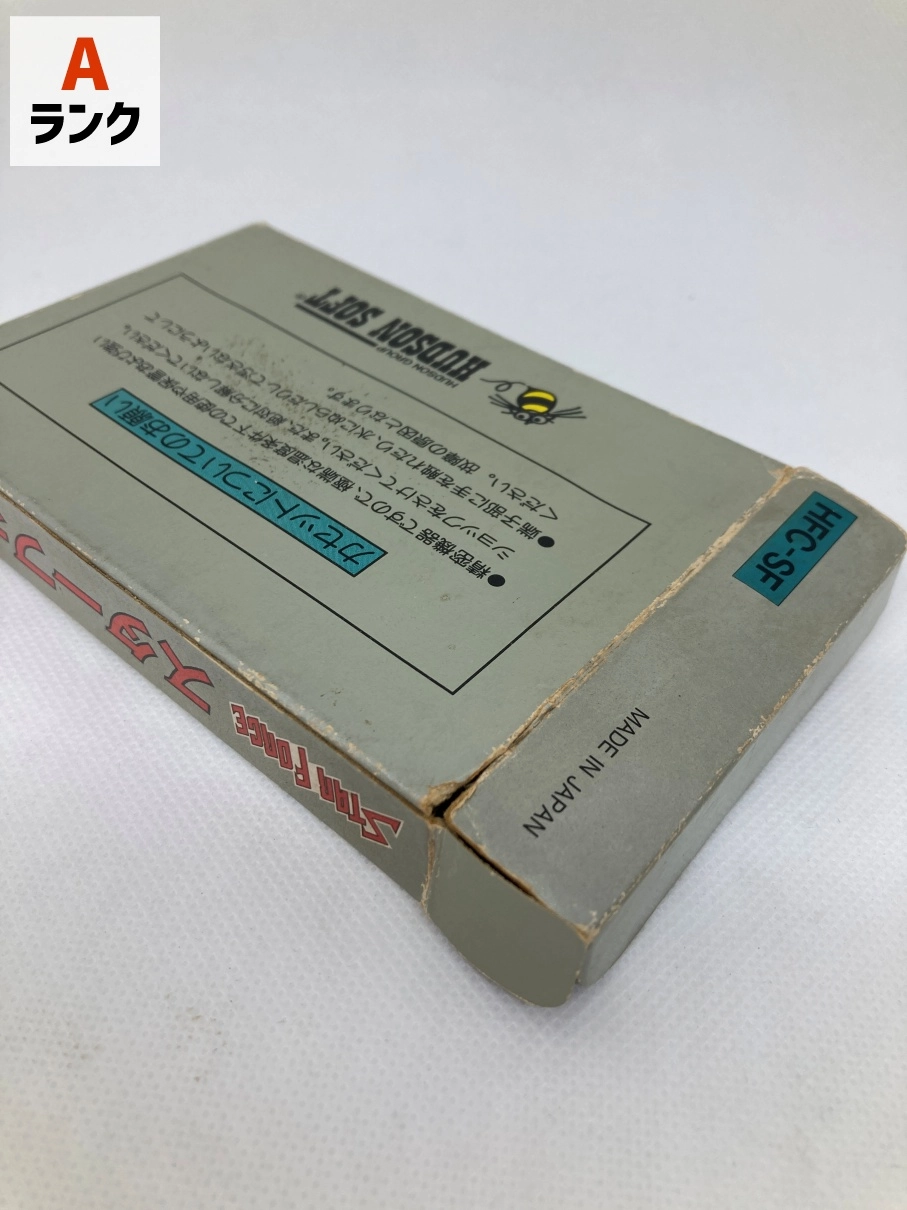 A
ランク
HUDSON GROUP
HUDSON SOFT
カセットについてのお願い
●精密機器ですので、極端な温度条件下での使用や保管および強い
ショックをさけてください。また、絶対に分解しないでください。
●端子部に手を触れたり、水にぬらしたりして汚さないようにして
ください。故障の原因となります。
HFC-SF
MADE IN JAPAN
STAR FORCE
スターフ